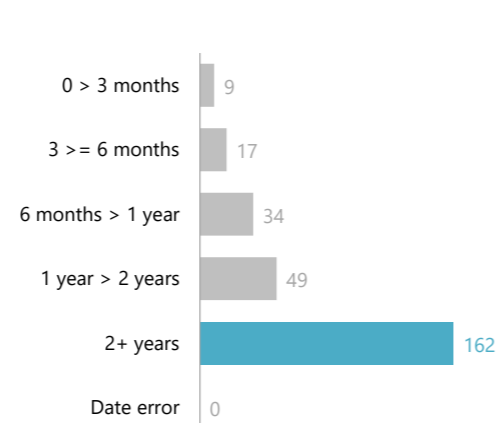 0 > 3 months 9
3 >= 6 months 17
6 months > 1 year 34
1 year > 2 years 49
2+ years 162
Date error 0